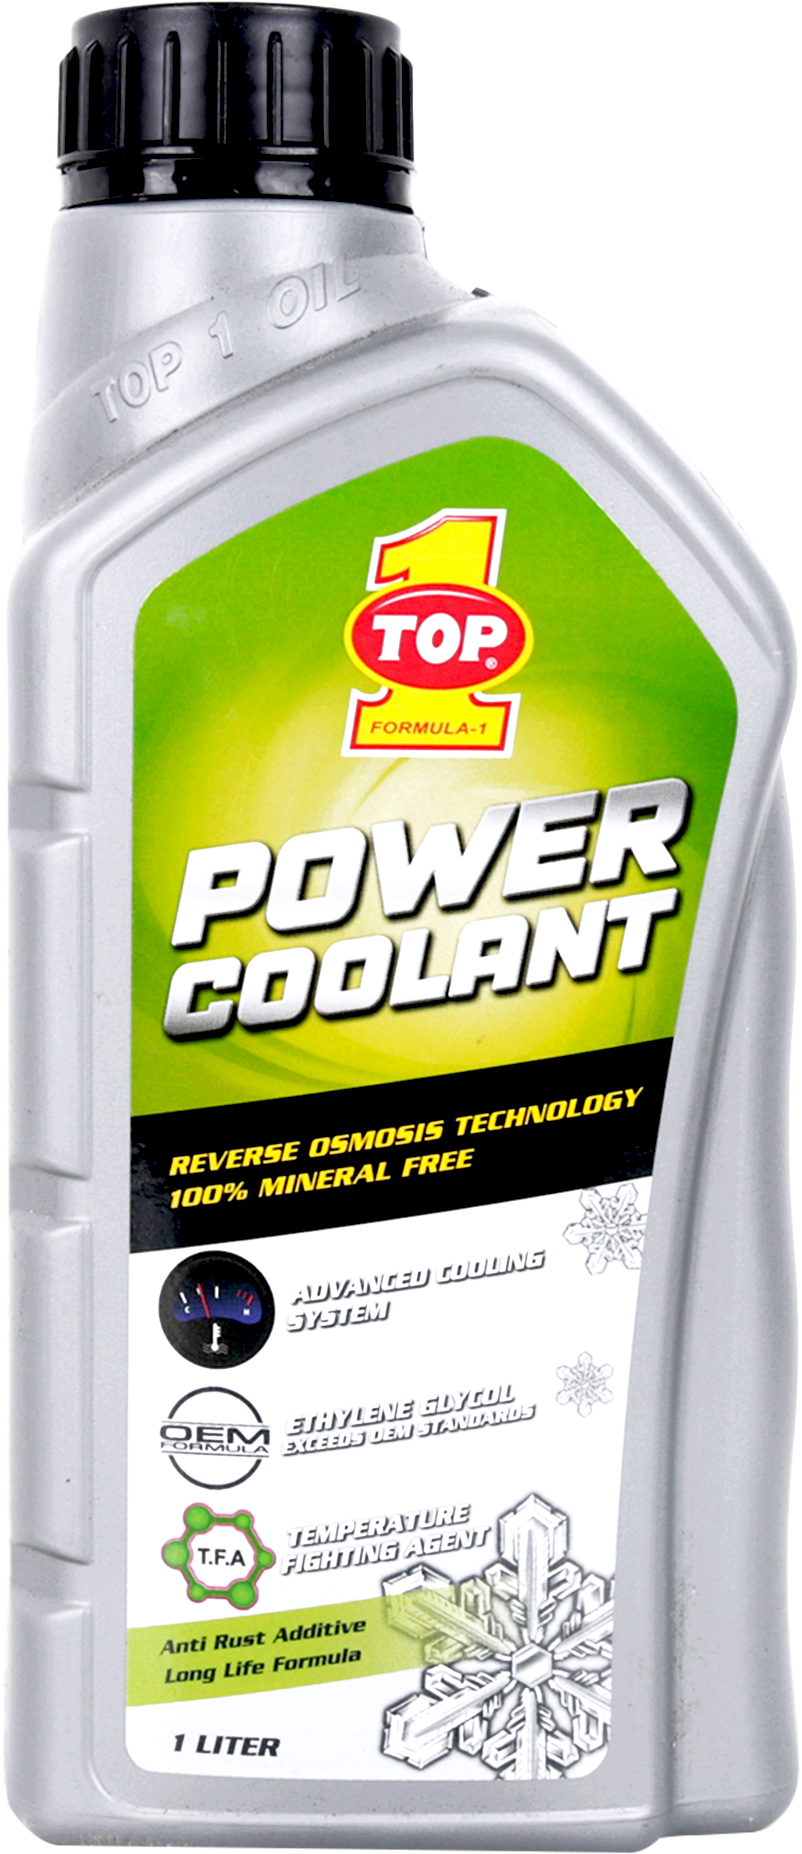 TOP 1 OIL
1
TOP®
FORMULA-1
POWER
COOLANT
REVERSE OSMOSIS TECHNOLOGY
100% MINERAL FREE
C H
ADVANCED COOLING
SYSTEM
OEM
FORMULA
ETHYLENE GLYCOL
EXCEEDS OEM STANDARDS
T.F.A
TEMPERATURE
FIGHTING AGENT
Anti Rust Additive
Long Life Formula
1 LITER